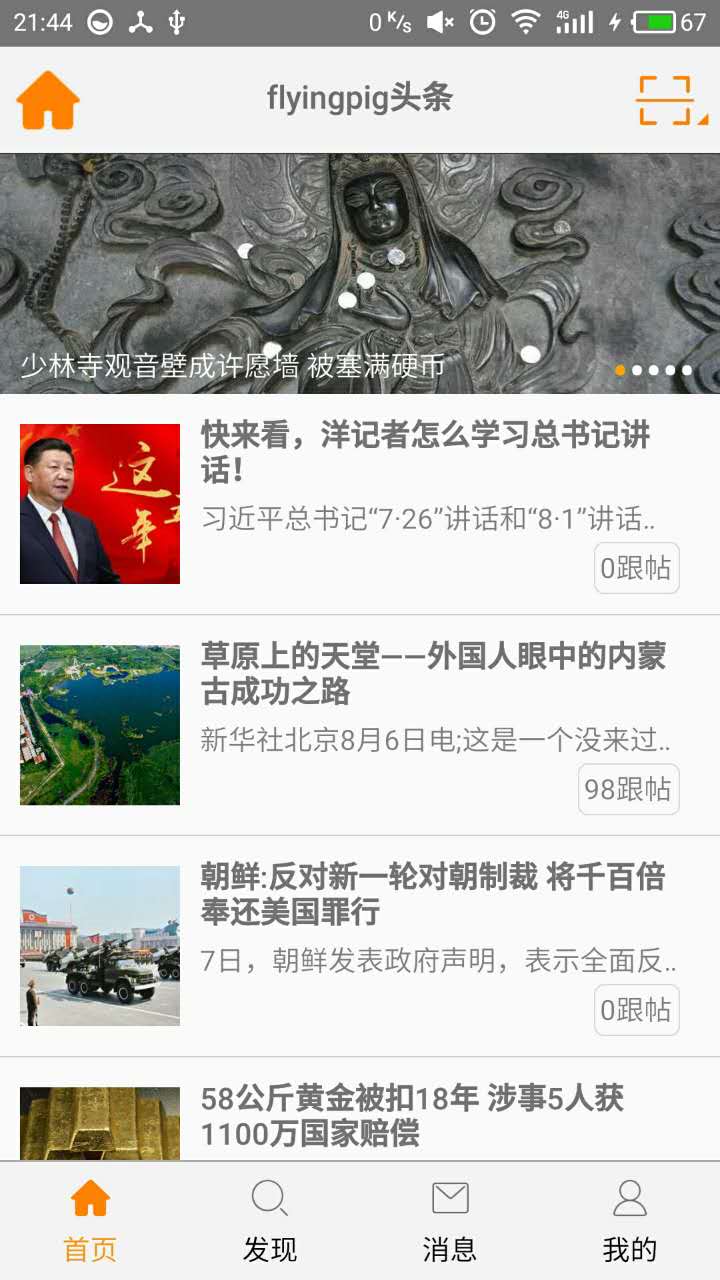 21:44 0 K/s 4G 67
flyingpig头条
少林寺观音壁成许愿墙 被塞满硬币
这五年
快来看，洋记者怎么学习总书记讲
话！
习近平总书记“7·26”讲话和“8·1”讲话..
0跟帖
草原上的天堂——外国人眼中的内蒙
古成功之路
新华社北京8月6日电;这是一个没来过..
98跟帖
朝鲜:反对新一轮对朝制裁 将千百倍
奉还美国罪行
7日，朝鲜发表政府声明，表示全面反..
0跟帖
58公斤黄金被扣18年 涉事5人获
1100万国家赔偿
首页 发现 消息 我的